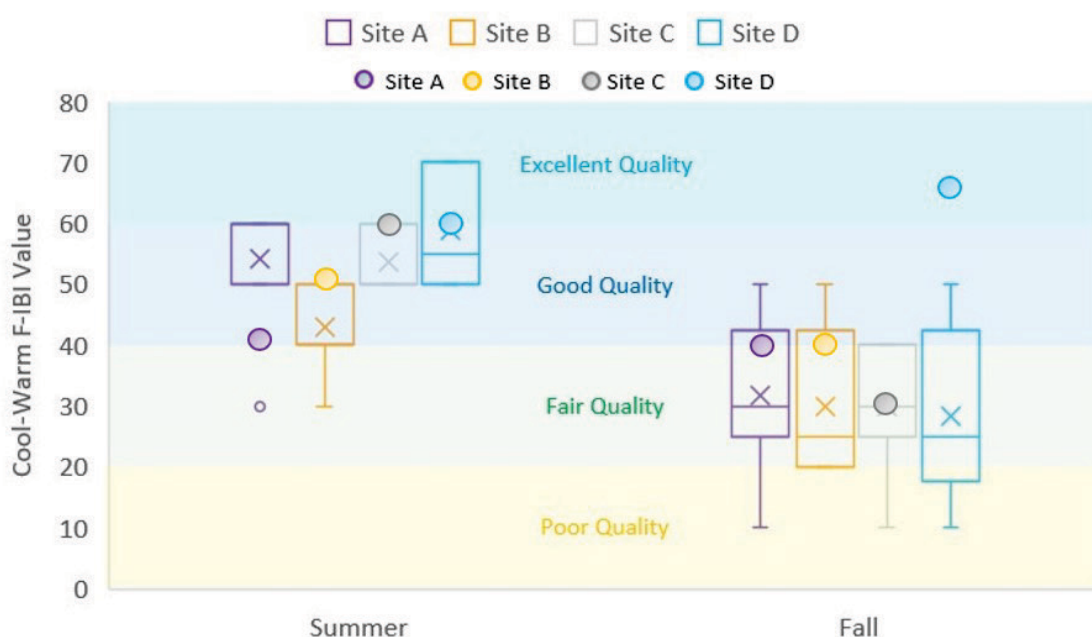 Site A Site B Site C Site D
Site A Site B Site C Site D
Cool-Warm F-IBI Value
80
70
60
50
40
30
20
10
0
Excellent Quality
Good Quality
Fair Quality
Poor Quality
Summer Fall